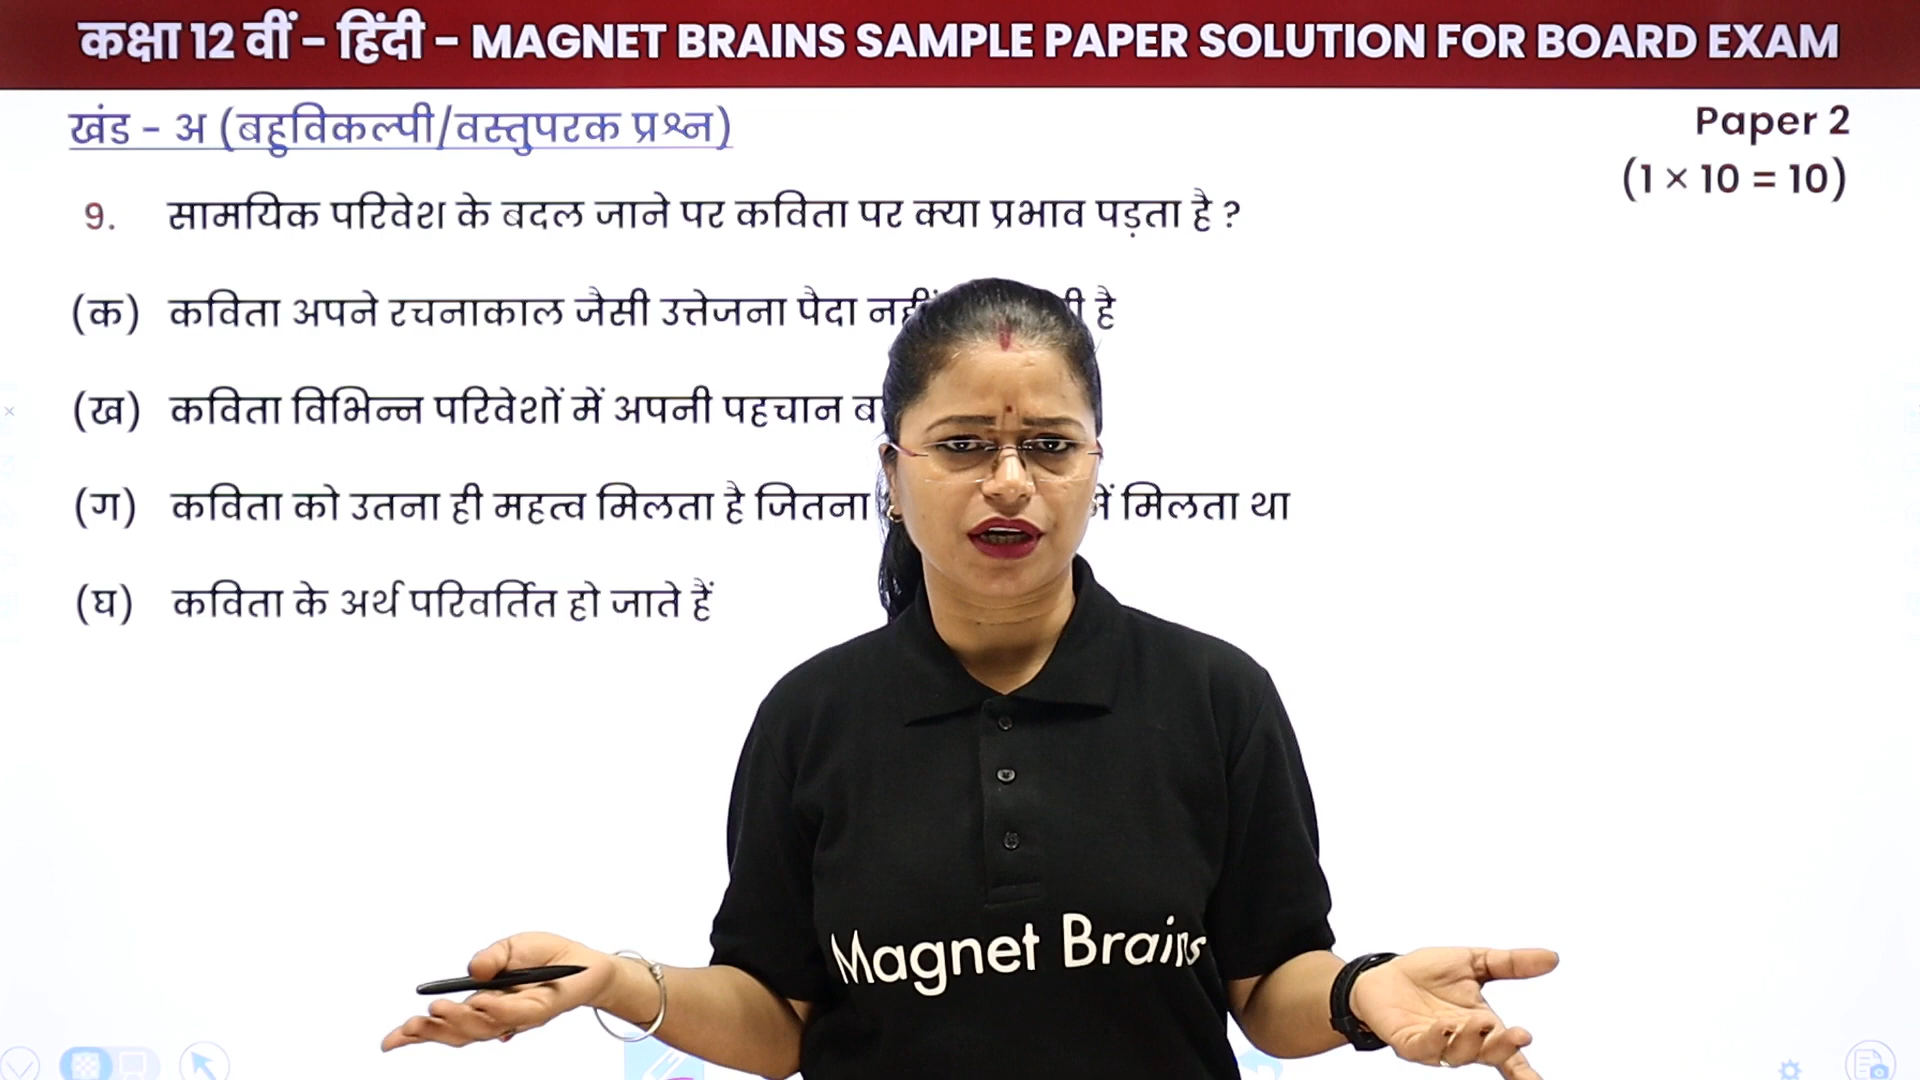 कक्षा 12 वीं - हिंदी - MAGNET BRAINS SAMPLE PAPER SOLUTION FOR BOARD EXAM
खंड - अ (बहुविकल्पी/वस्तुपरक प्रश्न)
Paper 2
(1 × 10 = 10)
9. सामयिक परिवेश के बदल जाने पर कविता पर क्या प्रभाव पड़ता है ?
(क) कविता अपने रचनाकाल जैसी उत्तेजना पैदा है
(ख) कविता विभिन्न परिवेशों में अपनी पहचान
(ग) कविता को उतना ही महत्व मिलता है जितना में मिलता था
(घ) कविता के अर्थ परिवर्तित हो जाते हैं
Magnet Brains